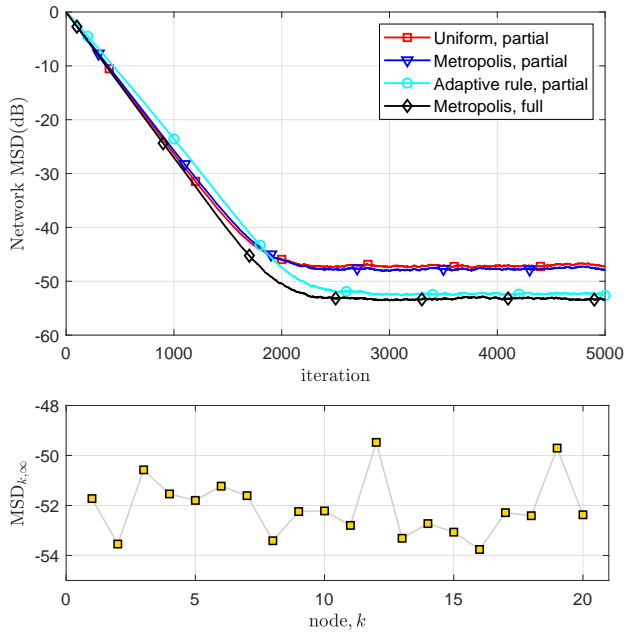 0
-10
-20
-30
-40
-50
-60
Network MSD(dB)
Uniform, partial
Metropolis, partial
Adaptive rule, partial
Metropolis, full
0 1000 2000 3000 4000 5000
iteration
-48
-50
-52
-54
MSD_{k,∞}
0 5 10 15 20
node, k